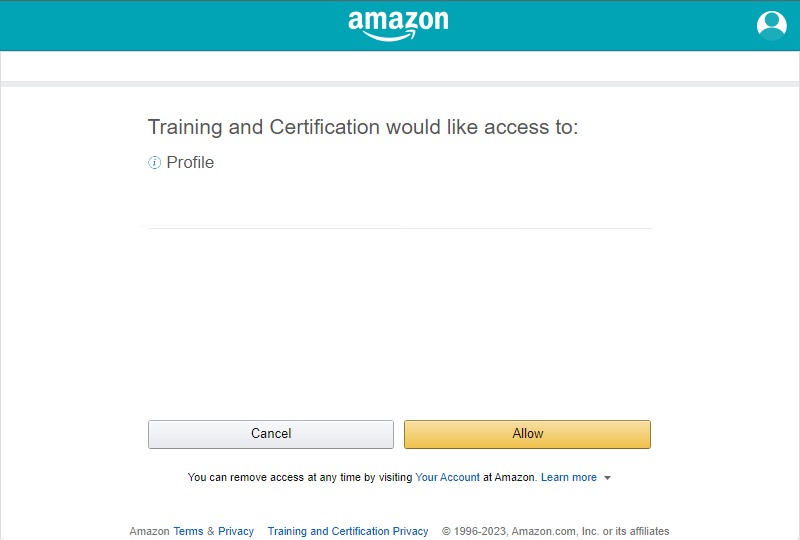 amazon
Training and Certification would like access to:
i Profile
Cancel Allow
You can remove access at any time by visiting Your Account at Amazon. Learn more
Amazon Terms & Privacy Training and Certification Privacy © 1996-2023, Amazon.com, Inc. or its affiliates